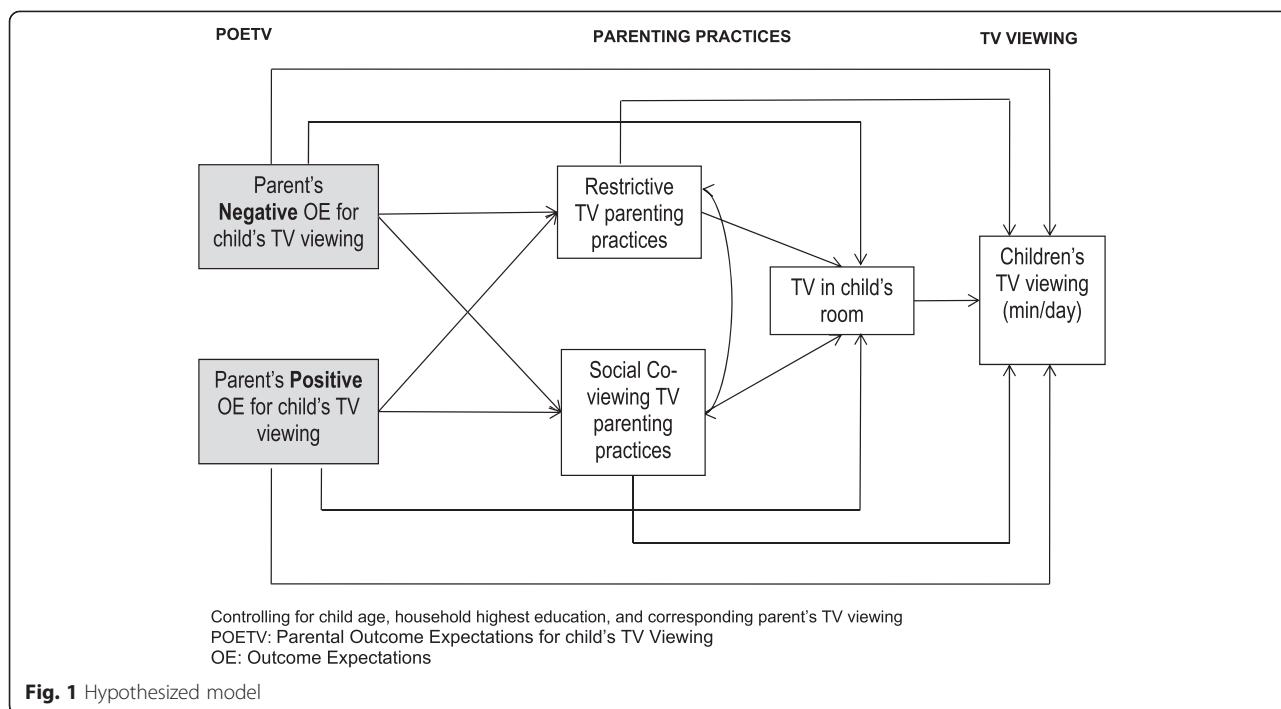 POETV
PARENTING PRACTICES
TV VIEWING
Parent's
Negative OE for
child's TV viewing
Restrictive
TV parenting
practices
Children's
TV viewing
(min/day)
TV in child's
room
Parent's Positive
OE for child's TV
viewing
Social Co-
viewing TV
parenting
practices
Controlling for child age, household highest education, and corresponding parent's TV viewing
POETV: Parental Outcome Expectations for child's TV Viewing
OE: Outcome Expectations
Fig. 1 Hypothesized model